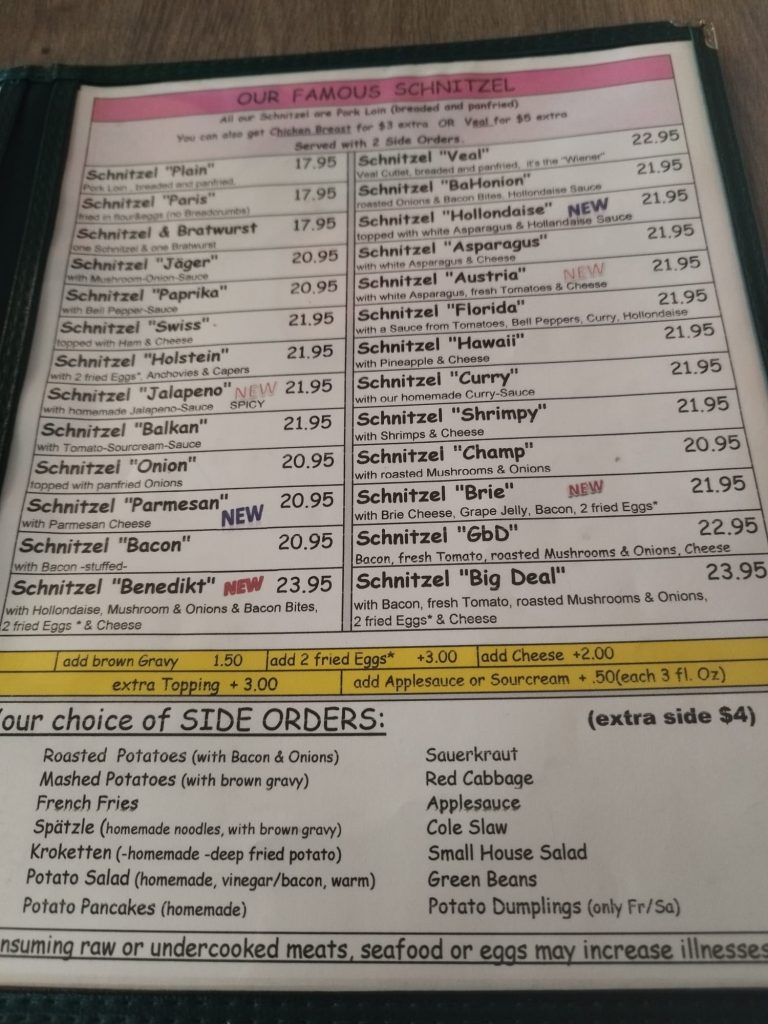 OUR FAMOUS SCHNITZEL
All our Schnitzel are Pork Loin (breaded and panfried)
You can also get Chicken Breast for $3 extra OR Veal for $5 extra
Served with 2 Side Orders.
Schnitzel "Plain" 17.95
Pork Loin, breaded and panfried,
Schnitzel "Paris" 17.95
fried in flour&eggs (no Breadcrumbs)
Schnitzel & Bratwurst 17.95
one Schnitzel & one Bratwurst
Schnitzel "Jäger" 20.95
with Mushroom-Onion-Sauce
Schnitzel "Paprika" 20.95
with Bell Pepper-Sauce
Schnitzel "Swiss" 21.95
topped with Ham & Cheese
Schnitzel "Holstein" 21.95
with 2 fried Eggs*, Anchovies & Capers
Schnitzel "Jalapeno" NEW 21.95
with homemade Jalapeno-Sauce SPICY
Schnitzel "Balkan" 21.95
with Tomato-Sourcream-Sauce
Schnitzel "Onion" 20.95
topped with panfried Onions
Schnitzel "Parmesan" 20.95
with Parmesan Cheese NEW
Schnitzel "Bacon" 20.95
with Bacon -stuffed-
Schnitzel "Benedikt" NEW 23.95
with Hollondaise, Mushroom & Onions & Bacon Bites,
2 fried Eggs * & Cheese
Schnitzel "Veal" 22.95
Veal Cutlet, breaded and panfried, it's the "Wiener"
Schnitzel "BaHonion" 21.95
roasted Onions & Bacon Bites, Hollondaise Sauce
Schnitzel "Hollondaise" NEW 21.95
topped with white Asparagus & Hollandaise Sauce
Schnitzel "Asparagus" 21.95
with white Asparagus & Cheese
Schnitzel "Austria" NEW 21.95
with white Asparagus, fresh Tomatoes & Cheese
Schnitzel "Florida" 21.95
with a Sauce from Tomatoes, Bell Peppers, Curry, Hollondaise
Schnitzel "Hawaii" 21.95
with Pineapple & Cheese
Schnitzel "Curry" 21.95
with our homemade Curry-Sauce
Schnitzel "Shrimpy" 21.95
with Shrimps & Cheese
Schnitzel "Champ" 20.95
with roasted Mushrooms & Onions
Schnitzel "Brie" NEW 21.95
with Brie Cheese, Grape Jelly, Bacon, 2 fried Eggs*
Schnitzel "GbD" 22.95
Bacon, fresh Tomato, roasted Mushrooms & Onions, Cheese
Schnitzel "Big Deal" 23.95
with Bacon, fresh Tomato, roasted Mushrooms & Onions,
2 fried Eggs* & Cheese
add brown Gravy 1.50 add 2 fried Eggs* +3.00 add Cheese +2.00
extra Topping + 3.00 add Applesauce or Sourcream + .50(each 3 fl. Oz)
Your choice of SIDE ORDERS: (extra side $4)
Roasted Potatoes (with Bacon & Onions)
Mashed Potatoes (with brown gravy)
French Fries
Spätzle (homemade noodles, with brown gravy)
Kroketten (-homemade -deep fried potato)
Potato Salad (homemade, vinegar/bacon, warm)
Potato Pancakes (homemade)
Sauerkraut
Red Cabbage
Applesauce
Cole Slaw
Small House Salad
Green Beans
Potato Dumplings (only Fr/Sa)
nsuming raw or undercooked meats, seafood or eggs may increase illnesses